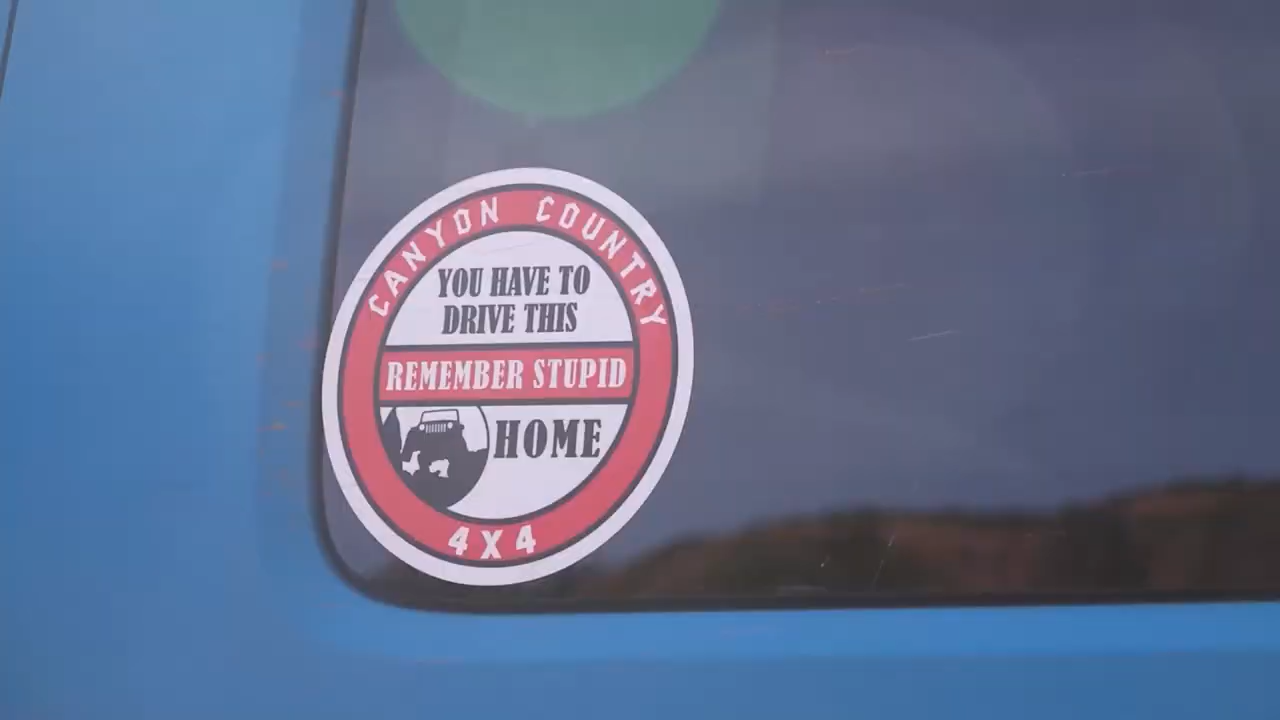 CANYON COUNTRY
YOU HAVE TO
DRIVE THIS
REMEMBER STUPID
HOME
4X4